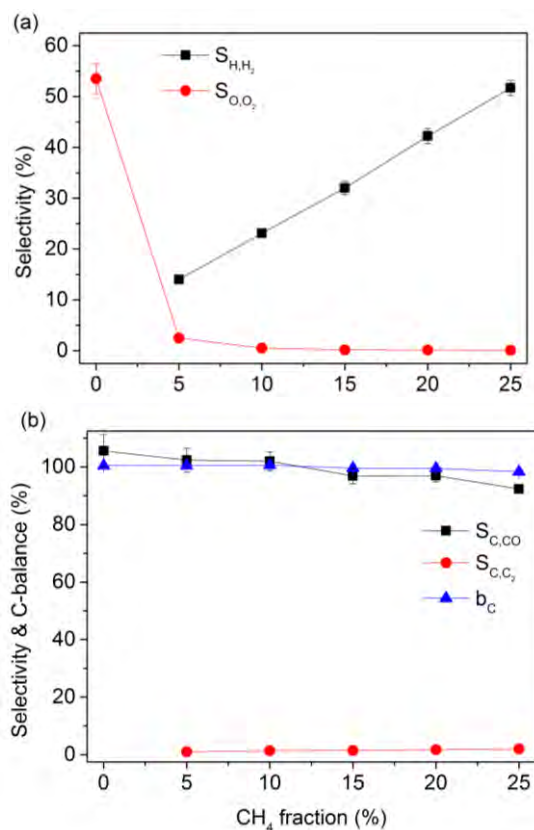 (a)
60
50
40
30
20
10
0
Selectivity (%)
S_H,H₂
S_O,O₂
0 5 10 15 20 25
(b)
100
80
60
40
20
0
Selectivity & C-balance (%)
S_C,CO
S_C,C₂
b_C
0 5 10 15 20 25
CH₄ fraction (%)